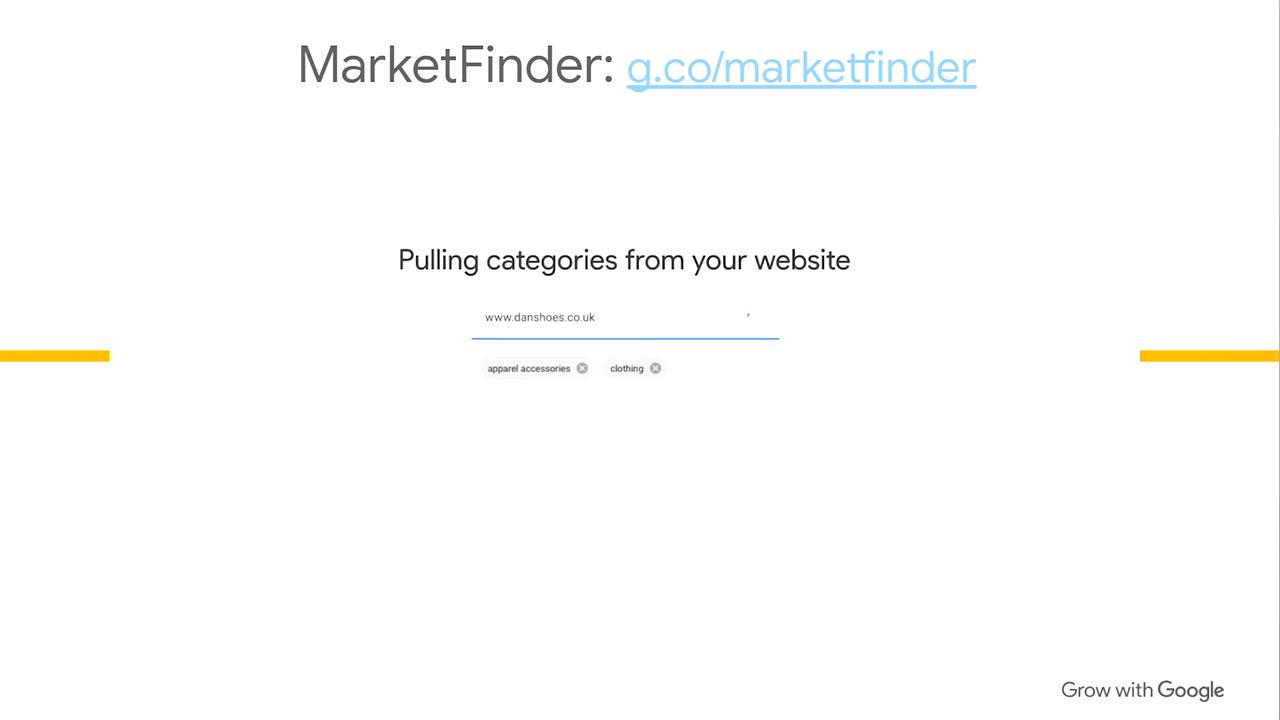 MarketFinder: g.co/marketfinder
Pulling categories from your website
www.danshoes.co.uk
apparel accessories clothing
Grow with Google